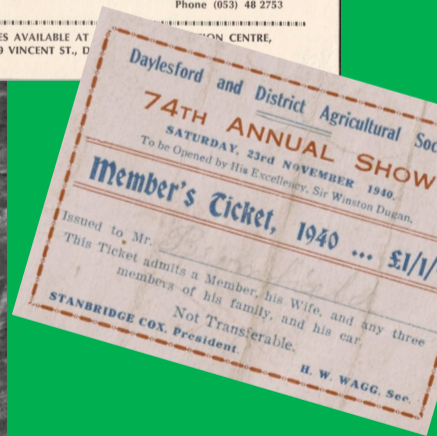 Phone (053) 48 2753
ES AVAILABLE AT ON CENTRE,
9 VINCENT ST., D
Daylesford and District Agricultural Soc
74TH ANNUAL SHOW
SATURDAY, 23rd NOVEMBER 1940.
To be Opened by His Excellency, Sir Winston Dugan.
Member's Ticket, 1940 ... £1/1/
Issued to Mr.
This Ticket admits a Member, his Wife, and any three
members of his family, and his car.
Not Transferable.
STANBRIDGE COX, President.
H. W. WAGG, Sec.